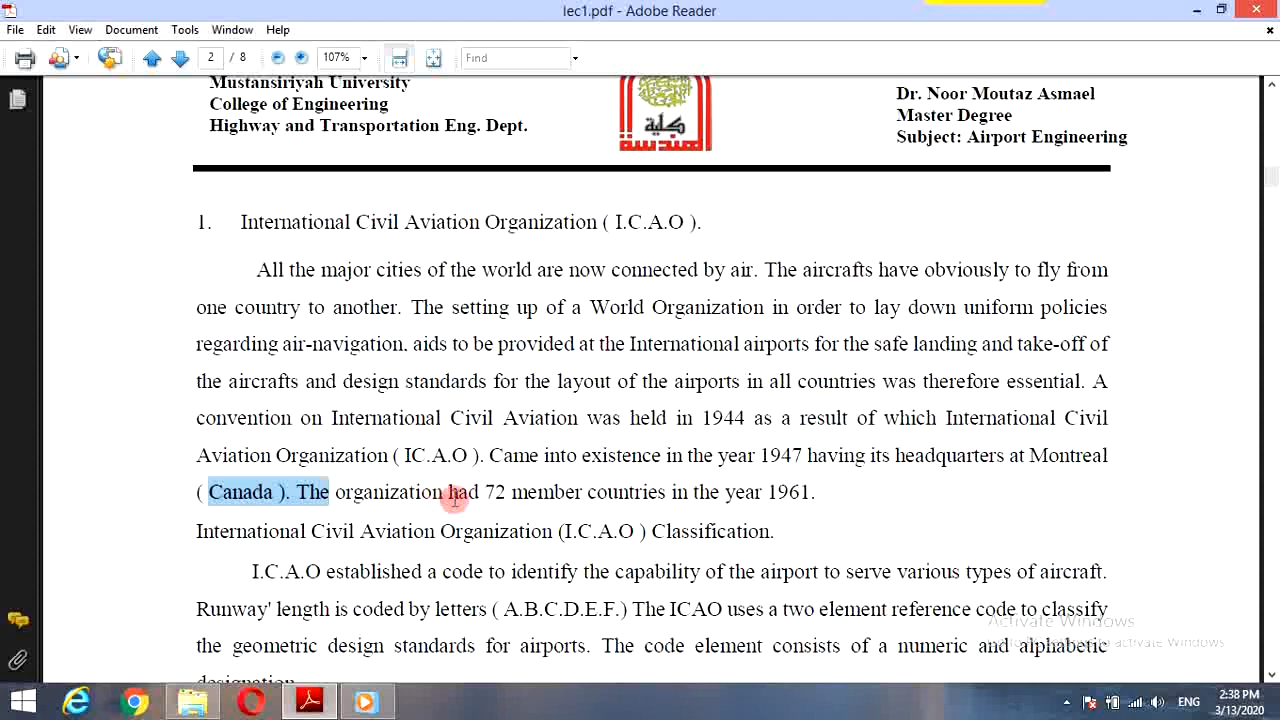 lec1.pdf - Adobe Reader
File Edit View Document Tools Window Help
2 / 8 107% Find
Mustansiriyah University
College of Engineering
Highway and Transportation Eng. Dept.
كلية
الهندسة
Dr. Noor Moutaz Asmael
Master Degree
Subject: Airport Engineering
1. International Civil Aviation Organization ( I.C.A.O ).
All the major cities of the world are now connected by air. The aircrafts have obviously to fly from
one country to another. The setting up of a World Organization in order to lay down uniform policies
regarding air-navigation, aids to be provided at the International airports for the safe landing and take-off of
the aircrafts and design standards for the layout of the airports in all countries was therefore essential. A
convention on International Civil Aviation was held in 1944 as a result of which International Civil
Aviation Organization ( IC.A.O ). Came into existence in the year 1947 having its headquarters at Montreal
( Canada ). The organization had 72 member countries in the year 1961.
International Civil Aviation Organization (I.C.A.O ) Classification.
I.C.A.O established a code to identify the capability of the airport to serve various types of aircraft.
Runway' length is coded by letters ( A.B.C.D.E.F.) The ICAO uses a two element reference code to classify
the geometric design standards for airports. The code element consists of a numeric and alphabetic
designation
Activate Windows
to activate Windows
ENG
2:38 PM
3/13/2020